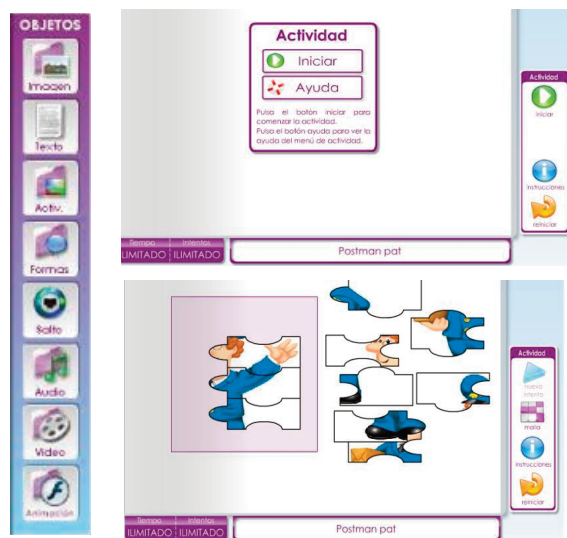 OBJETOS
Imagen
Texto
Activ.
Formas
Salto
Audio
Video
Animación
Actividad
Iniciar
Ayuda
Pulsa el botón iniciar para
comenzar la actividad.
Pulsa el botón ayuda para ver la
ayuda del menú de actividad.
Actividad
iniciar
instrucciones
reiniciar
Tiempo Intentos
ILIMITADO ILIMITADO
Postman pat
Actividad
nuevo
intento
malla
instrucciones
reiniciar
Tiempo Intentos
ILIMITADO ILIMITADO
Postman pat